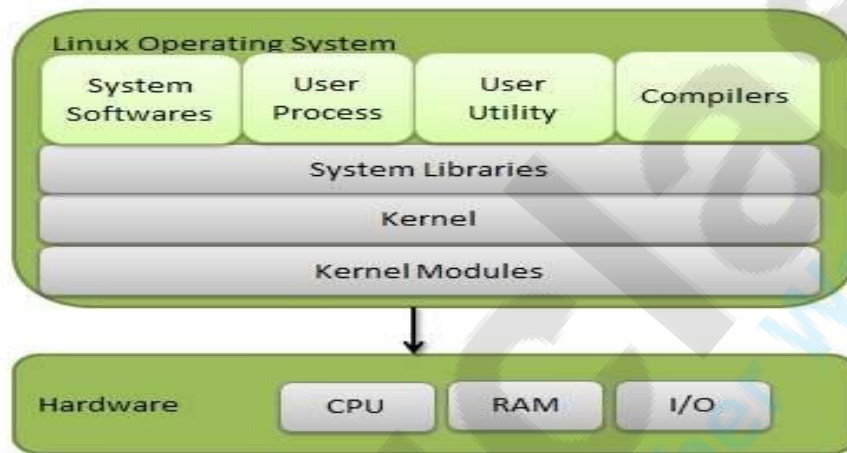 Linux Operating System
System
Softwares
User
Process
User
Utility
Compilers
System Libraries
Kernel
Kernel Modules
Hardware
CPU
RAM
I/O